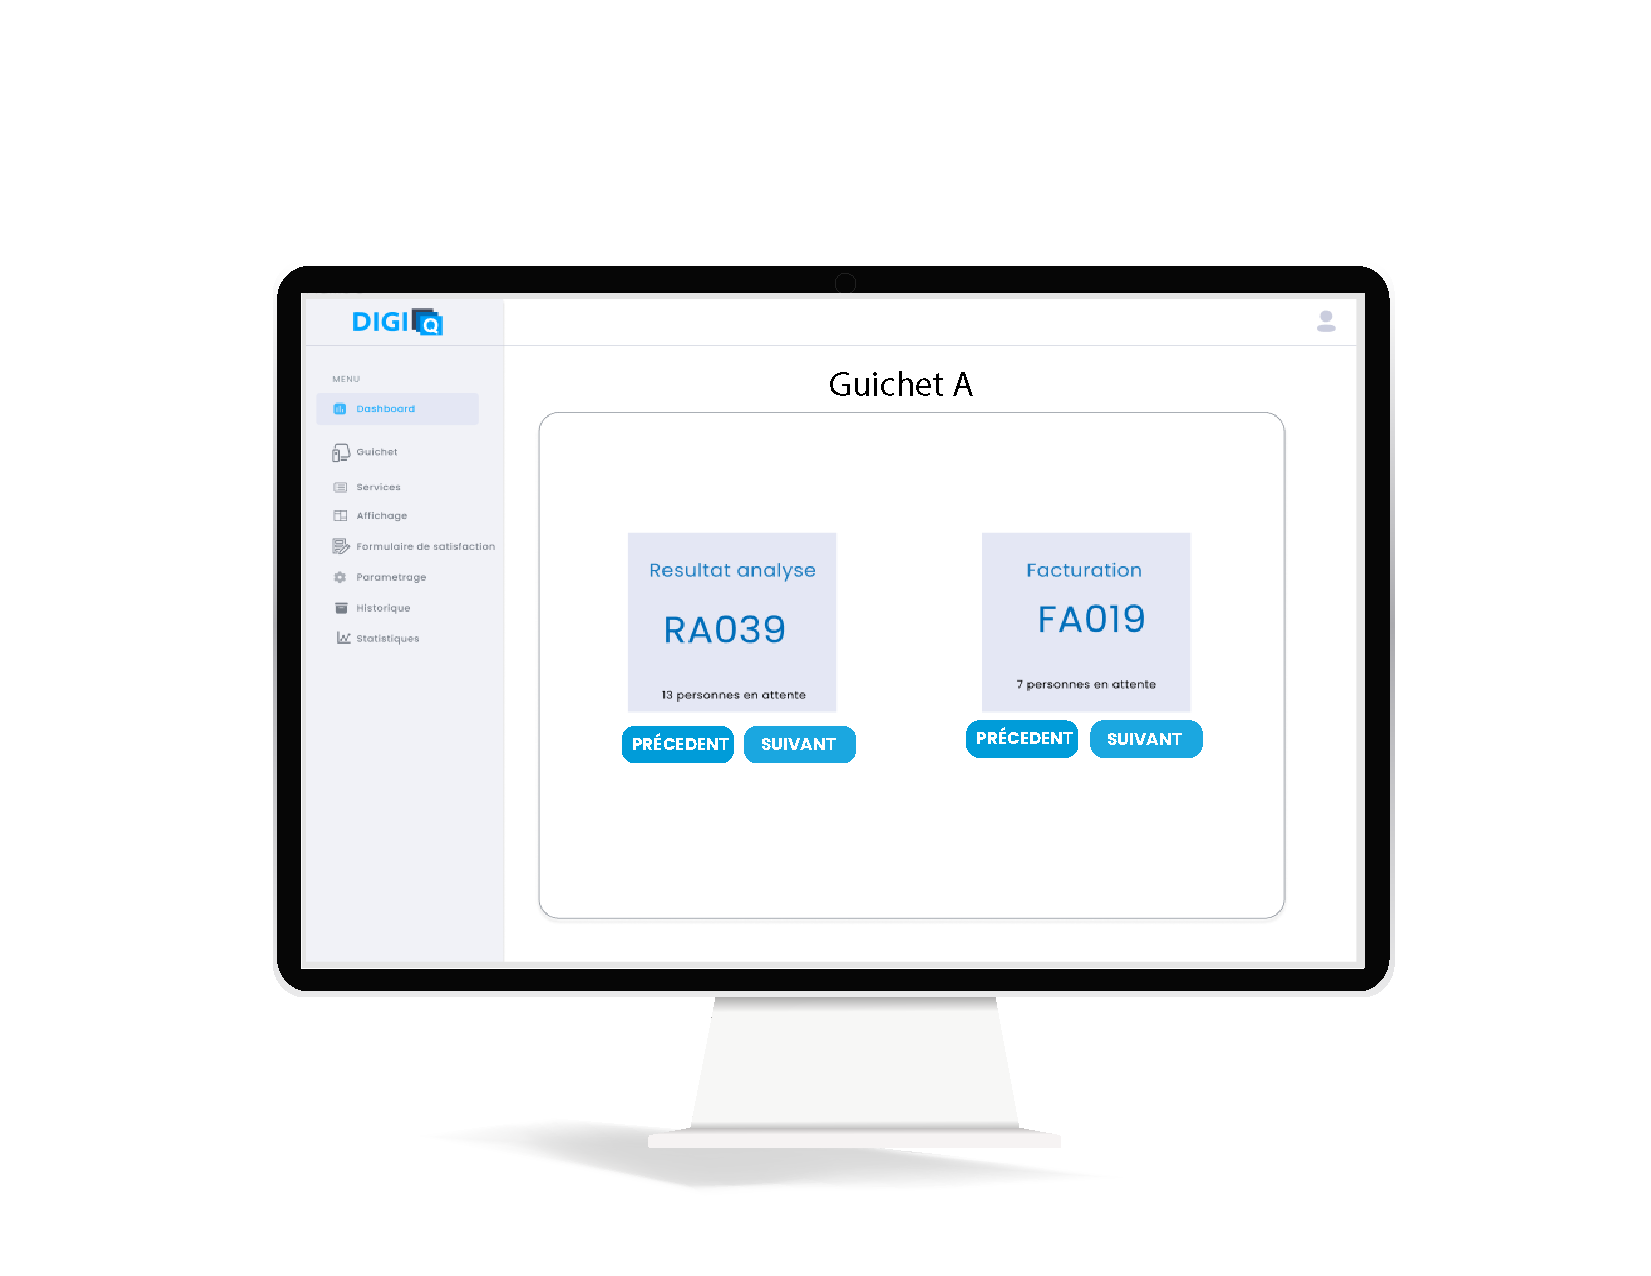 DIGI Q
MENU
Dashboard
Guichet
Services
Affichage
Formulaire de satisfaction
Parametrage
Historique
Statistiques
Guichet A
Resultat analyse
RA039
13 personnes en attente
PRÉCEDENT SUIVANT
Facturation
FA019
7 personnes en attente
PRÉCEDENT SUIVANT